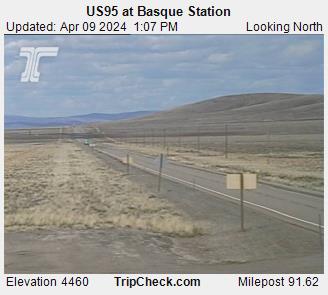 US95 at Basque Station
Updated: Apr 09 2024 1:07 PM Looking North
Elevation 4460 TripCheck.com Milepost 91.62